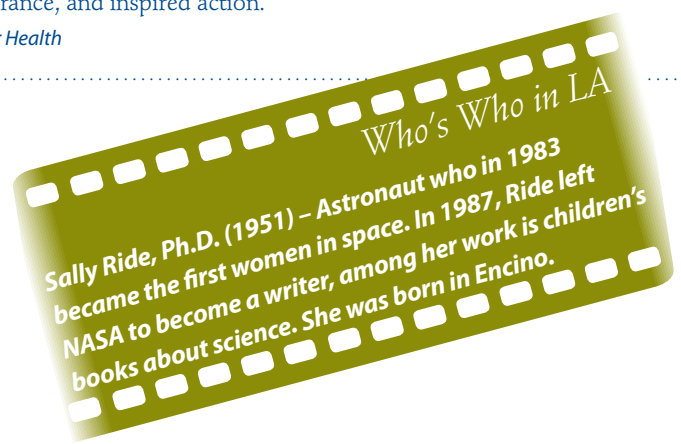 and inspired action.
Health
Who's Who in LA
Sally Ride, Ph.D. (1951) – Astronaut who in 1983
became the first women in space. In 1987, Ride left
NASA to become a writer, among her work is children's
books about science. She was born in Encino.